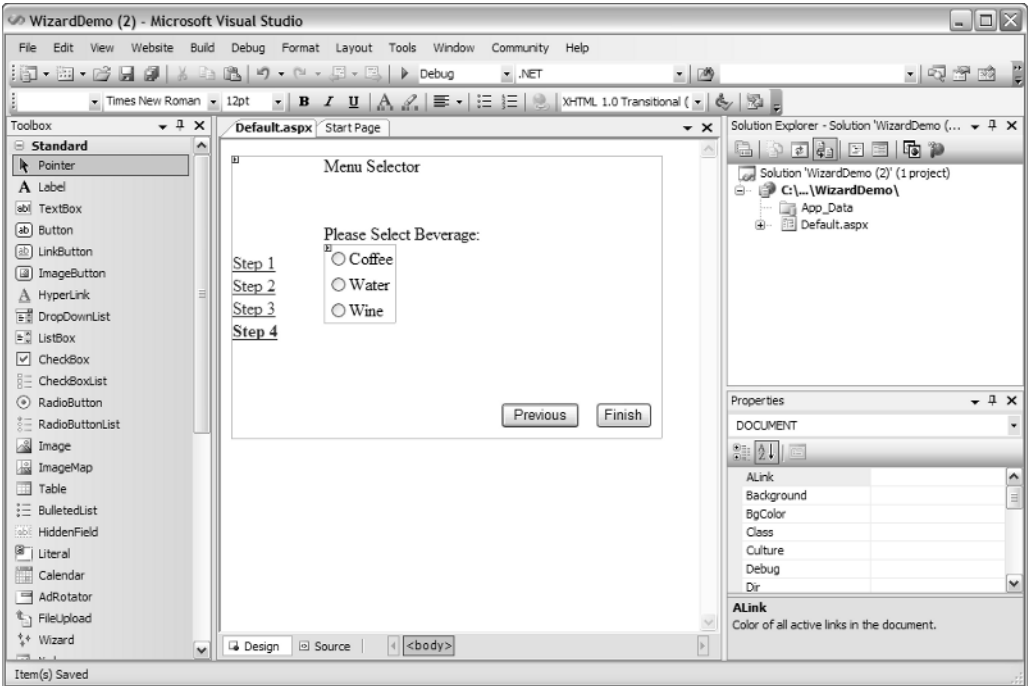 WizardDemo (2) - Microsoft Visual Studio
File Edit View Website Build Debug Format Layout Tools Window Community Help
Debug .NET
Times New Roman 12pt B I U A XHTML 1.0 Transitional (
Toolbox
Standard
Pointer
A Label
abl TextBox
ab Button
ab LinkButton
ImageButton
A HyperLink
DropDownList
ListBox
CheckBox
CheckBoxList
RadioButton
RadioButtonList
Image
ImageMap
Table
BulletedList
abl HiddenField
Literal
Calendar
AdRotator
FileUpload
Wizard
Default.aspx Start Page
Menu Selector
Please Select Beverage:
Coffee
Water
Wine
Step 1
Step 2
Step 3
Step 4
Previous Finish
Design Source <body>
Solution Explorer - Solution 'WizardDemo (...
Solution 'WizardDemo (2)' (1 project)
C:\...\WizardDemo\
App_Data
Default.aspx
Properties
DOCUMENT
ALink
Background
BgColor
Class
Culture
Debug
Dir
ALink
Color of all active links in the document.
Item(s) Saved